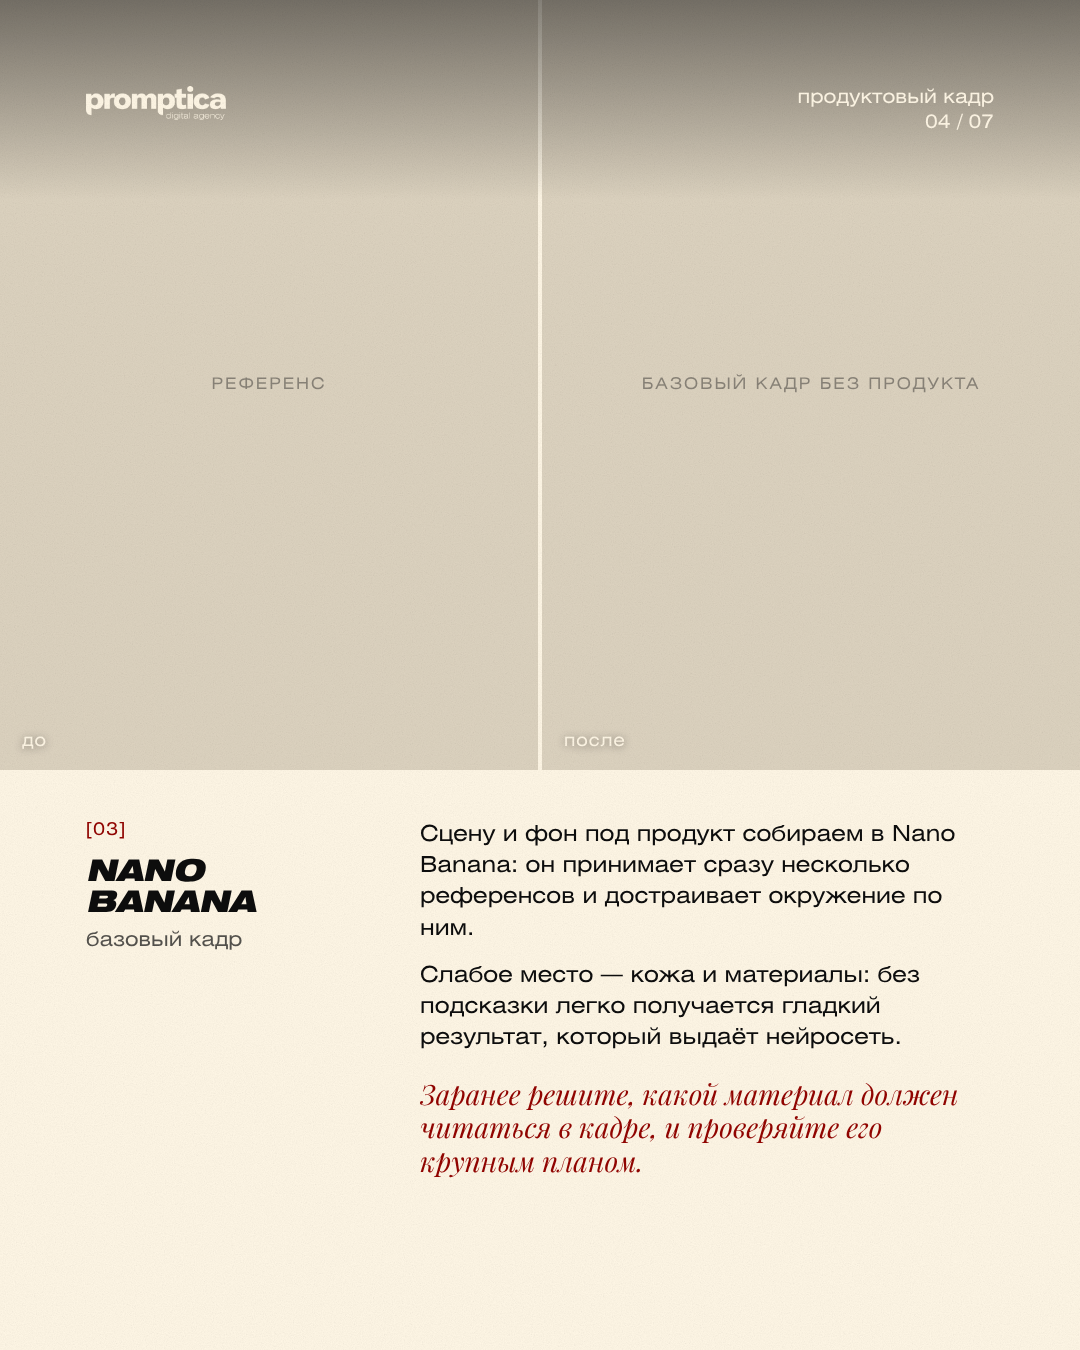 promptica
digital agency
продуктовый кадр
04 / 07
РЕФЕРЕНС
БАЗОВЫЙ КАДР БЕЗ ПРОДУКТА
до
после
[03]
NANO
BANANA
базовый кадр
Сцену и фон под продукт собираем в Nano
Banana: он принимает сразу несколько
референсов и достраивает окружение по
ним.
Слабое место — кожа и материалы: без
подсказки легко получается гладкий
результат, который выдаёт нейросеть.
Заранее решите, какой материал должен
читаться в кадре, и проверяйте его
крупным планом.